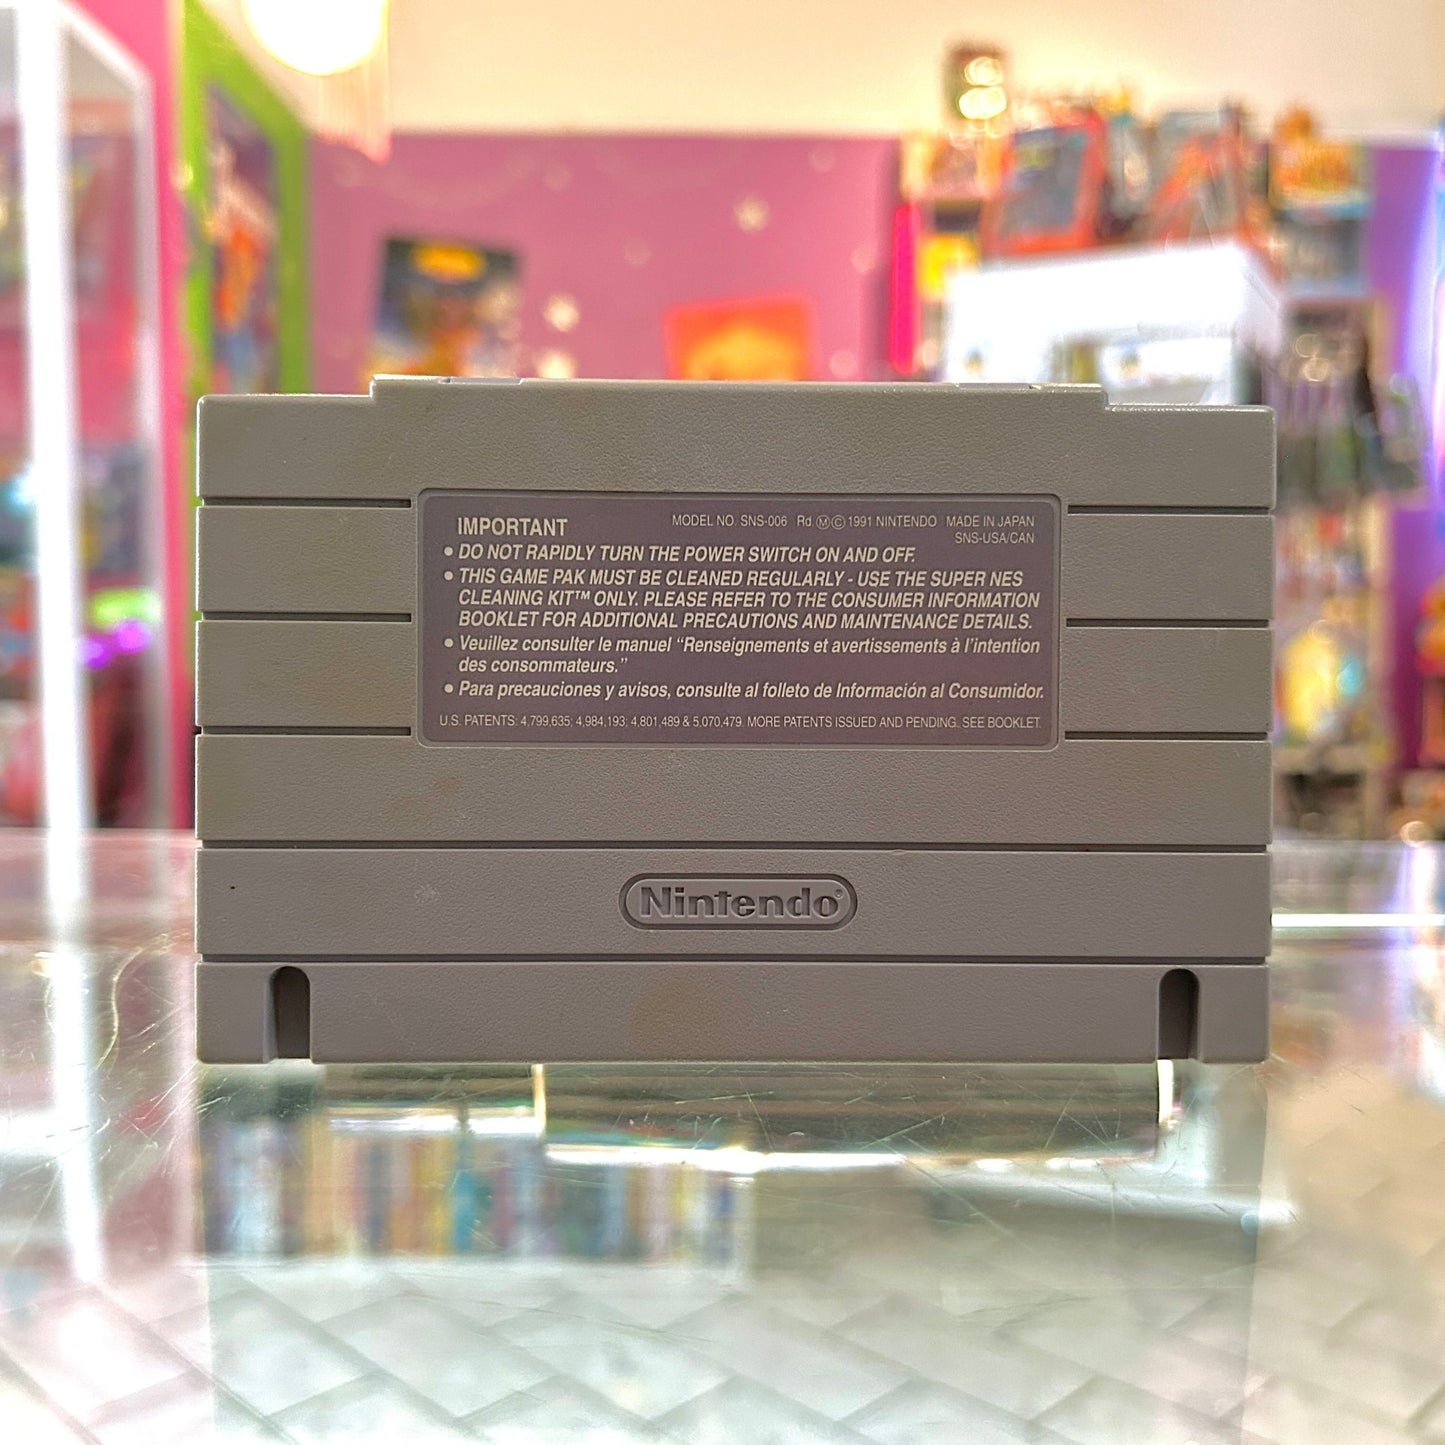 IMPORTANT MODEL NO. SNS-006 Rd. Ⓜ Ⓒ 1991 NINTENDO MADE IN JAPAN
SNS-USA/CAN
• DO NOT RAPIDLY TURN THE POWER SWITCH ON AND OFF.
• THIS GAME PAK MUST BE CLEANED REGULARLY - USE THE SUPER NES
CLEANING KIT™ ONLY. PLEASE REFER TO THE CONSUMER INFORMATION
BOOKLET FOR ADDITIONAL PRECAUTIONS AND MAINTENANCE DETAILS.
• Veuillez consulter le manuel “Renseignements et avertissements à l’intention
des consommateurs.”
• Para precauciones y avisos, consulte al folleto de Información al Consumidor.
U.S. PATENTS: 4,799,635; 4,984,193; 4,801,489 & 5,070,479. MORE PATENTS ISSUED AND PENDING. SEE BOOKLET.
Nintendo®